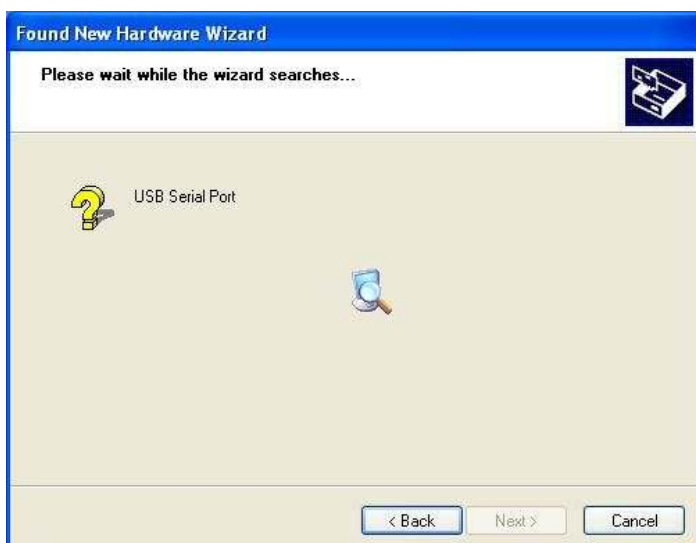 Found New Hardware Wizard
Please wait while the wizard searches...
USB Serial Port
< Back
Next >
Cancel